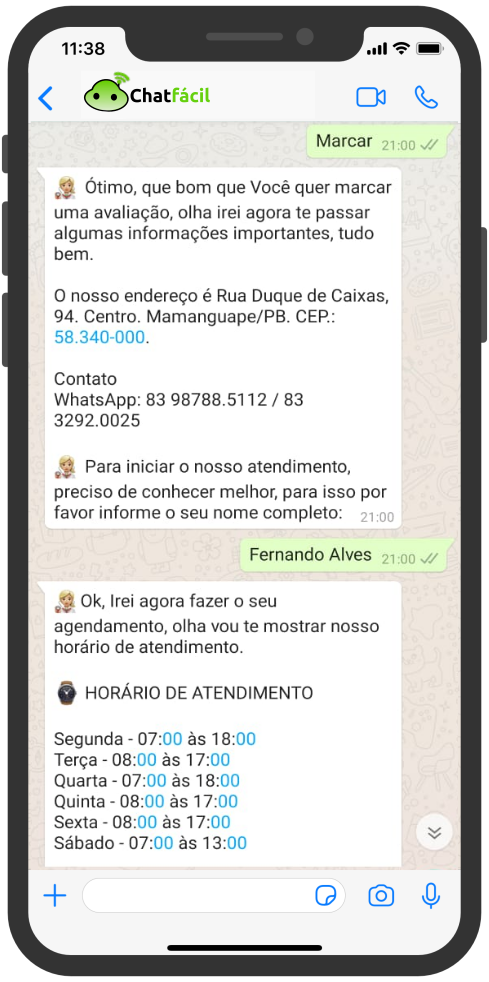 11:38
Chatfácil
Marcar 21:00
Ótimo, que bom que Você quer marcar
uma avaliação, olha irei agora te passar
algumas informações importantes, tudo
bem.
O nosso endereço é Rua Duque de Caixas,
94. Centro. Mamanguape/PB. CEP.:
58.340-000.
Contato
WhatsApp: 83 98788.5112 / 83
3292.0025
Para iniciar o nosso atendimento,
preciso de conhecer melhor, para isso por
favor informe o seu nome completo: 21:00
Fernando Alves 21:00
Ok, Irei agora fazer o seu
agendamento, olha vou te mostrar nosso
horário de atendimento.
HORÁRIO DE ATENDIMENTO
Segunda - 07:00 às 18:00
Terça - 08:00 às 17:00
Quarta - 07:00 às 18:00
Quinta - 08:00 às 17:00
Sexta - 08:00 às 17:00
Sábado - 07:00 às 13:00